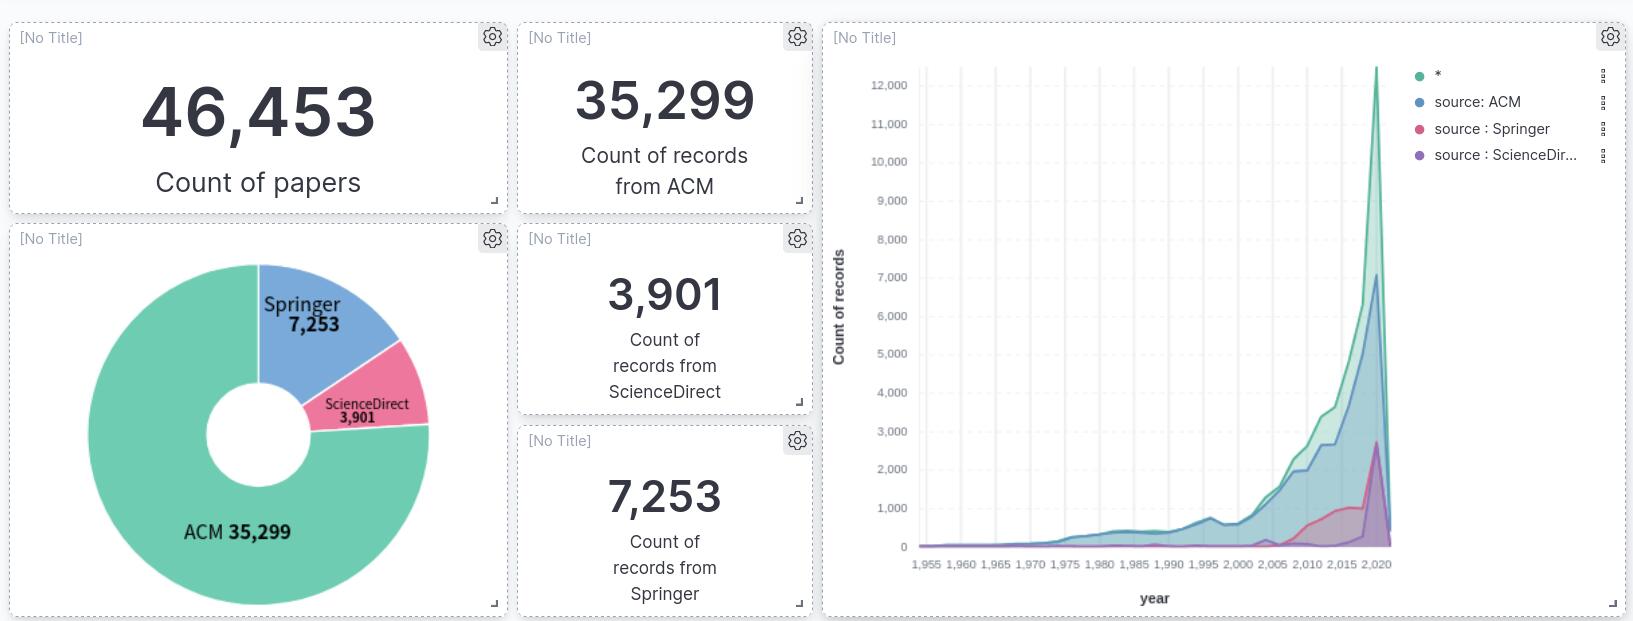 [No Title]
46,453
Count of papers
[No Title]
35,299
Count of records
from ACM
[No Title]
Springer
7,253
ScienceDirect
3,901
ACM 35,299
[No Title]
3,901
Count of
records from
ScienceDirect
[No Title]
7,253
Count of
records from
Springer
[No Title]
12,000
11,000
10,000
9,000
8,000
7,000
6,000
5,000
4,000
3,000
2,000
1,000
0
Count of records
1,955 1,960 1,965 1,970 1,975 1,980 1,985 1,990 1,995 2,000 2,005 2,010 2,015 2,020
year
*
source: ACM
source : Springer
source : ScienceDir...